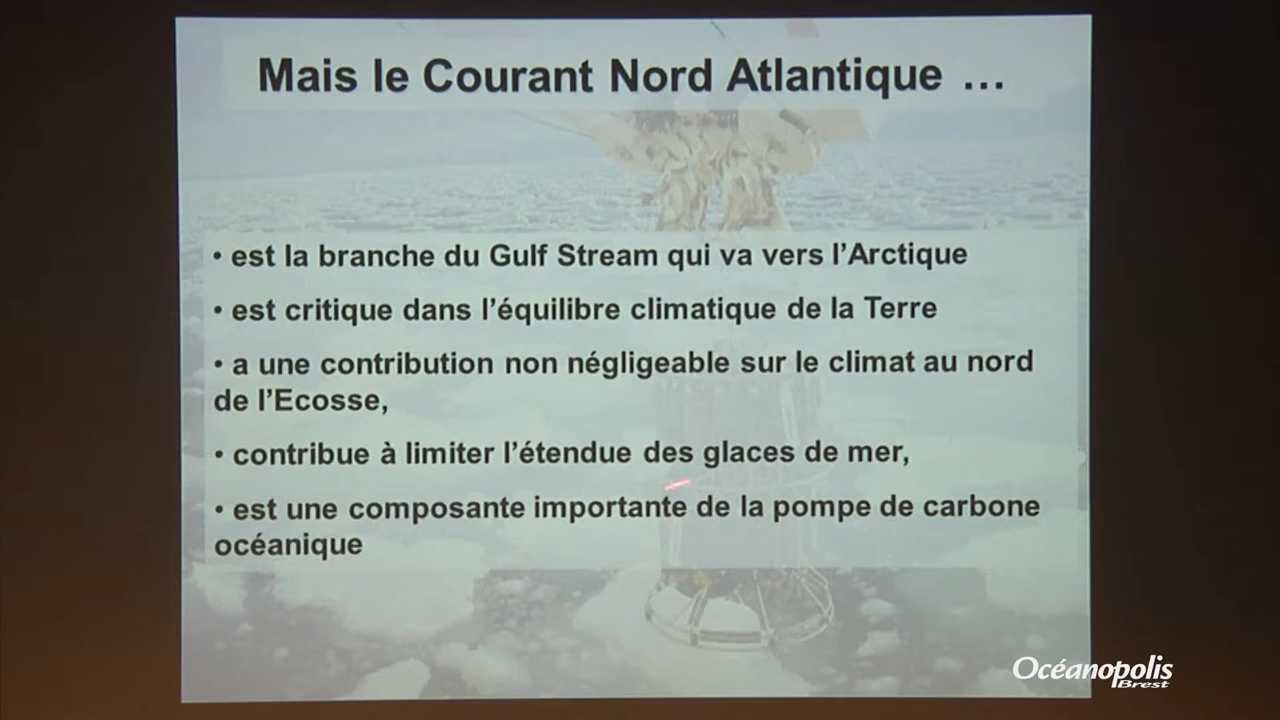 Mais le Courant Nord Atlantique …
• est la branche du Gulf Stream qui va vers l’Arctique
• est critique dans l’équilibre climatique de la Terre
• a une contribution non négligeable sur le climat au nord
de l’Ecosse,
• contribue à limiter l’étendue des glaces de mer,
• est une composante importante de la pompe de carbone
océanique
Océanopolis
Brest